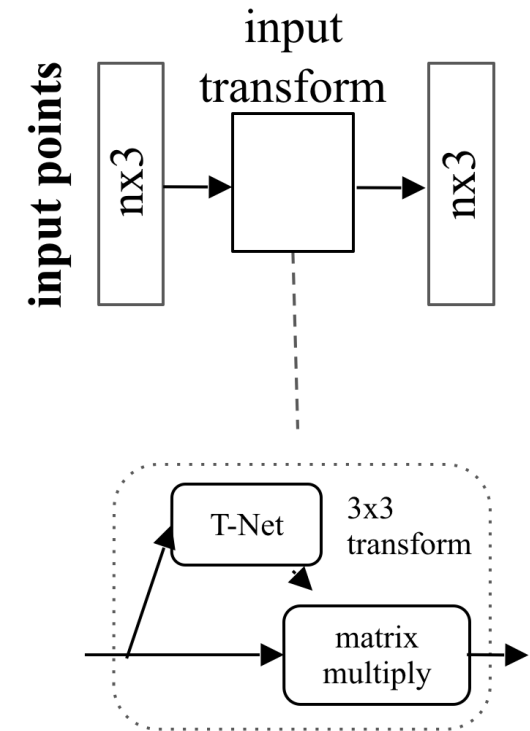 input
transform
input points
nx3
nx3
T-Net
3x3
transform
matrix
multiply